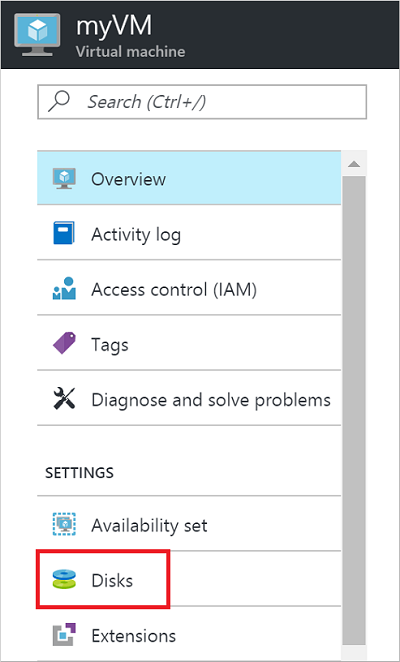 myVM
Virtual machine
Search (Ctrl+/)
Overview
Activity log
Access control (IAM)
Tags
Diagnose and solve problems
SETTINGS
Availability set
Disks
Extensions